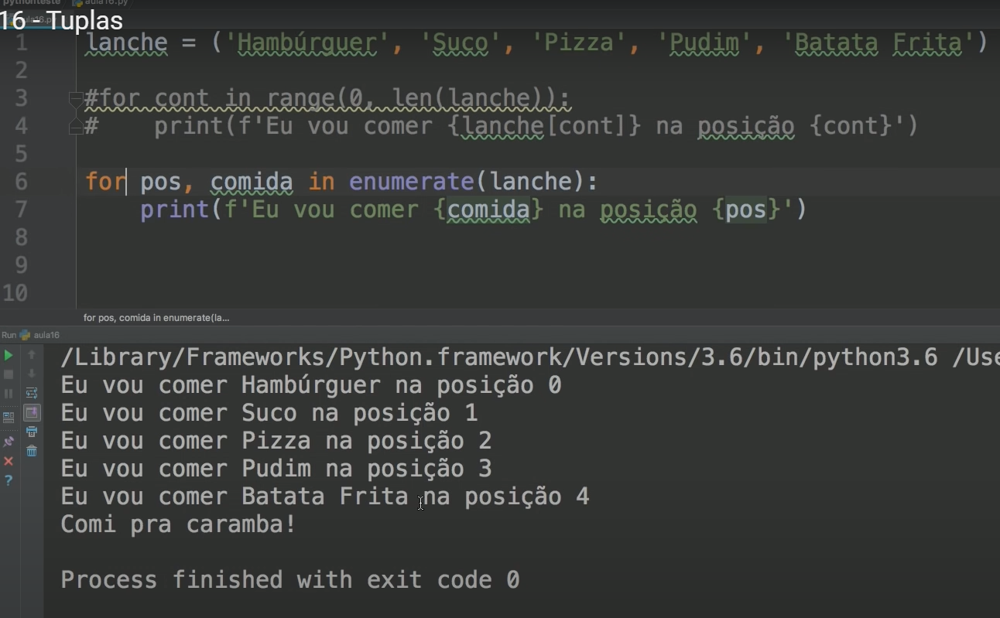 pythonteste aula16.py
16 - Tuplas
1 lanche = ('Hambúrguer', 'Suco', 'Pizza', 'Pudim', 'Batata Frita')
2
3 #for cont in range(0, len(lanche)):
4 #    print(f'Eu vou comer {lanche[cont]} na posição {cont}')
5
6 for pos, comida in enumerate(lanche):
7     print(f'Eu vou comer {comida} na posição {pos}')
8
9
10
for pos, comida in enumerate(la...
Run aula16
/Library/Frameworks/Python.framework/Versions/3.6/bin/python3.6 /Use
Eu vou comer Hambúrguer na posição 0
Eu vou comer Suco na posição 1
Eu vou comer Pizza na posição 2
Eu vou comer Pudim na posição 3
Eu vou comer Batata Frita na posição 4
Comi pra caramba!
Process finished with exit code 0